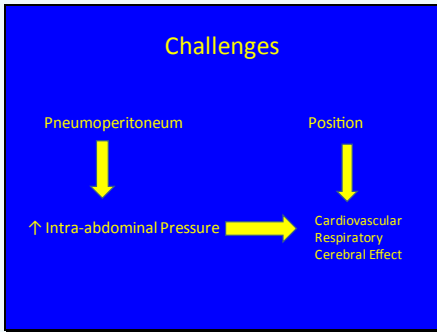 Challenges
Pneumoperitoneum
Position
↑ Intra-abdominal Pressure
Cardiovascular
Respiratory
Cerebral Effect